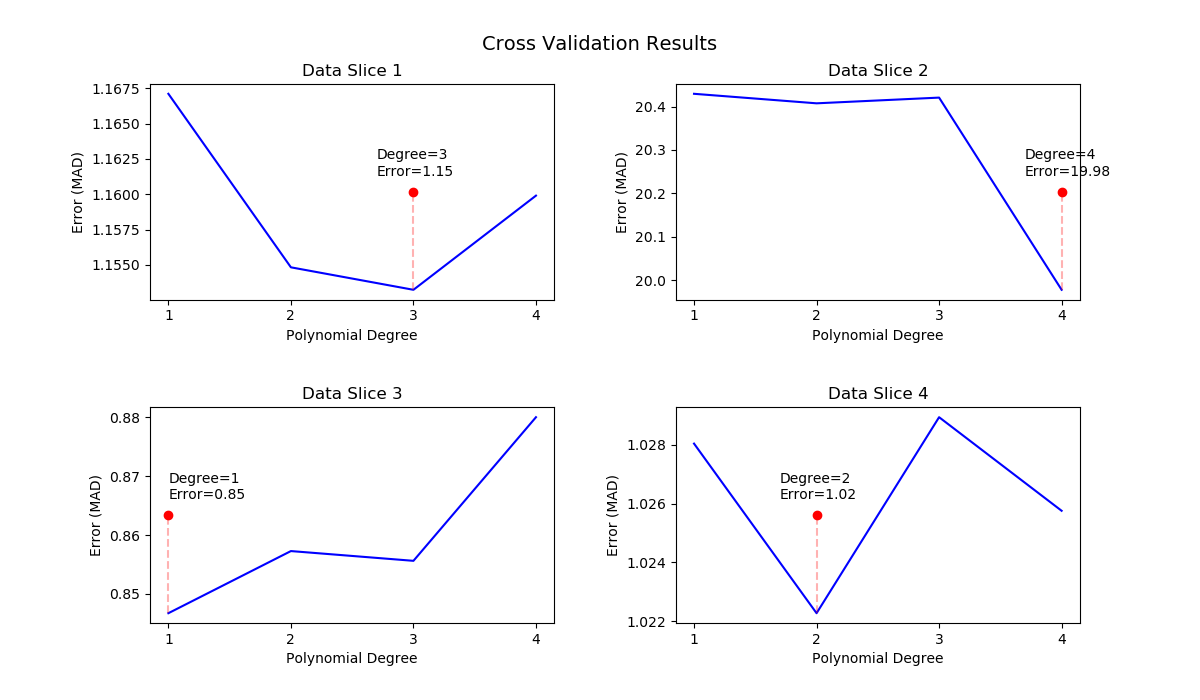 Cross Validation Results
Data Slice 1
Error (MAD)
1.1675
1.1650
1.1625
1.1600
1.1575
1.1550
Degree=3
Error=1.15
1 2 3 4
Polynomial Degree
Data Slice 2
Error (MAD)
20.4
20.3
20.2
20.1
20.0
Degree=4
Error=19.98
1 2 3 4
Polynomial Degree
Data Slice 3
Error (MAD)
0.88
0.87
0.86
0.85
Degree=1
Error=0.85
1 2 3 4
Polynomial Degree
Data Slice 4
Error (MAD)
1.028
1.026
1.024
1.022
Degree=2
Error=1.02
1 2 3 4
Polynomial Degree